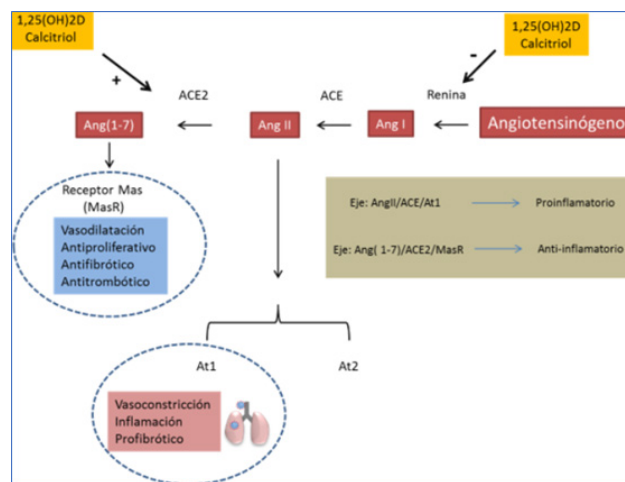 1,25(OH)2D
Calcitriol
1,25(OH)2D
Calcitriol
+
-
ACE2
ACE
Renina
Ang(1-7)
Ang II
Ang I
Angiotensinógeno
Receptor Mas
(MasR)
Vasodilatación
Antiproliferativo
Antifibrótico
Antitrombótico
Eje: AngII/ACE/At1
Proinflamatorio
Eje: Ang( 1-7)/ACE2/MasR
Anti-inflamatorio
At1
At2
Vasoconstricción
Inflamación
Profibrótico